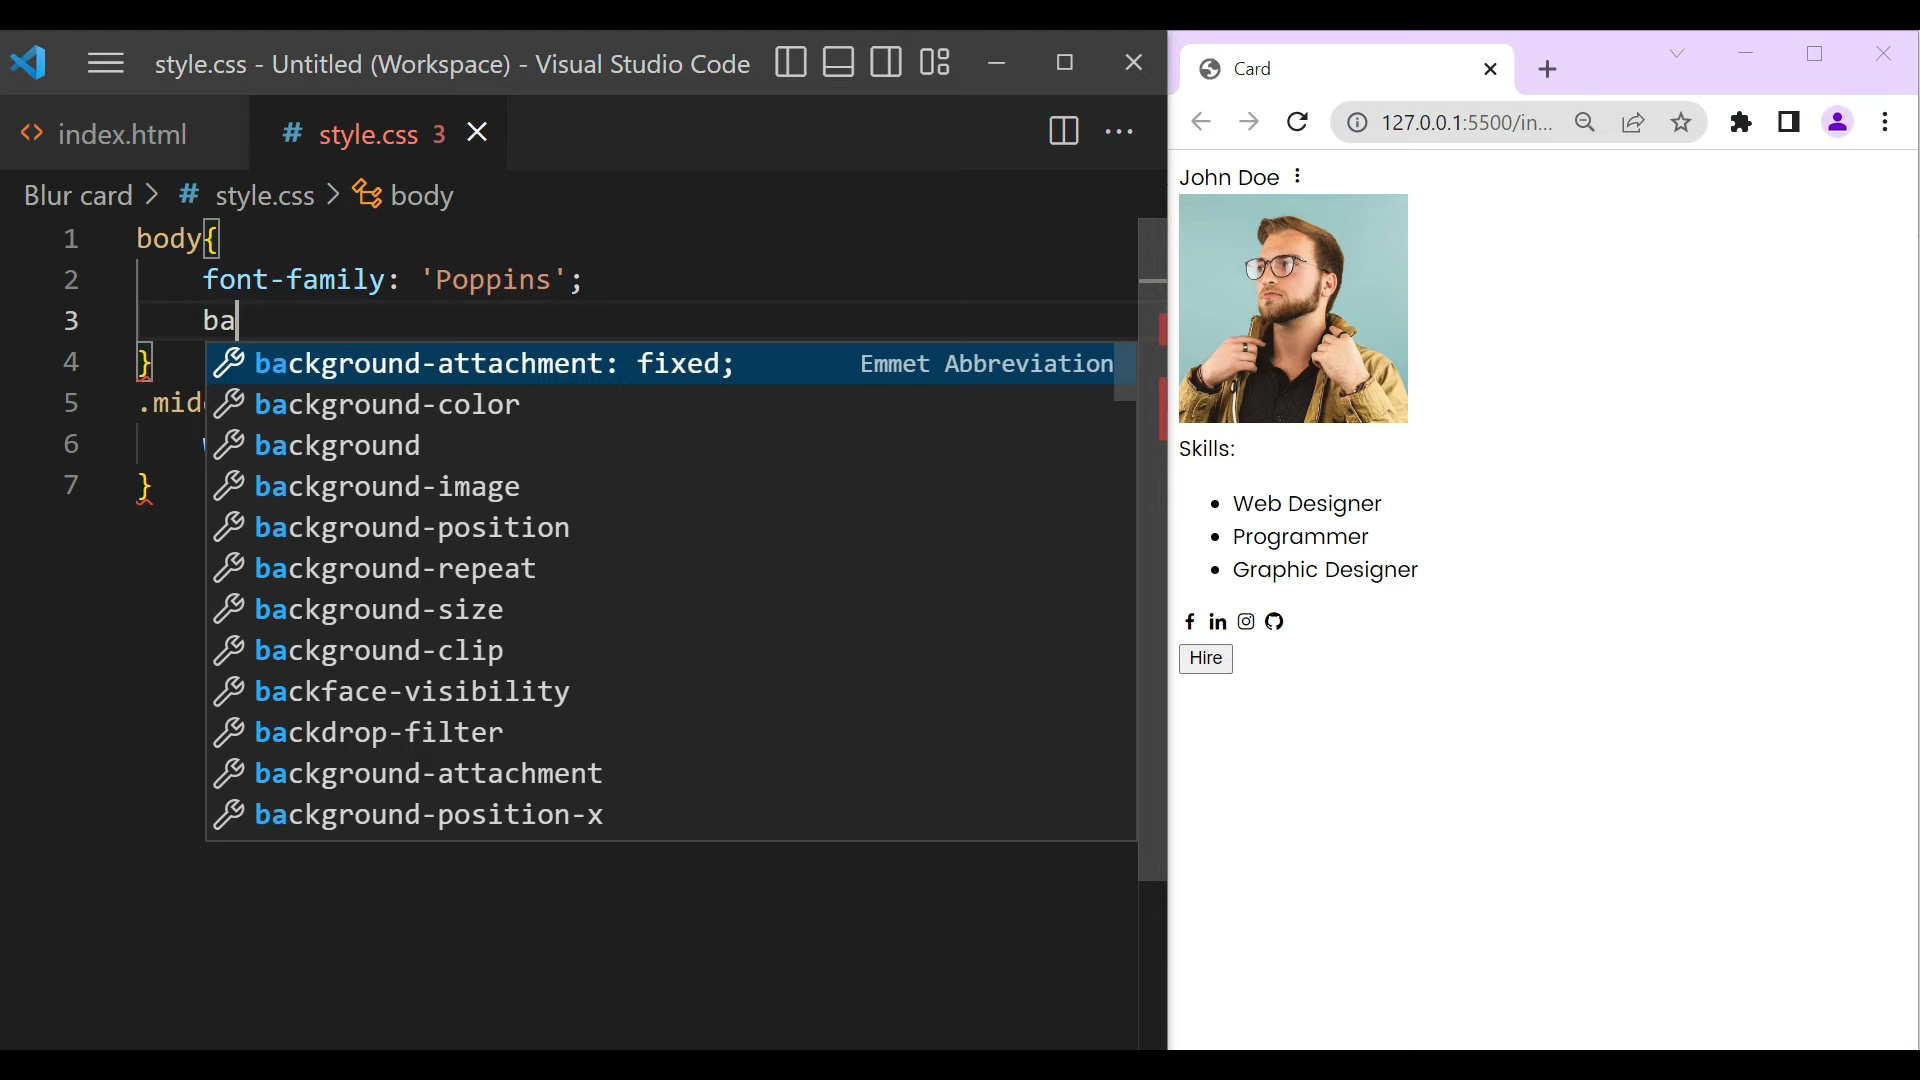 style.css - Untitled (Workspace) - Visual Studio Code
index.html
# style.css 3
Blur card > # style.css > body
1 body{
2 font-family: 'Poppins';
3 ba
4 }
5 .mid
6
7 }
background-attachment: fixed; Emmet Abbreviation
background-color
background
background-image
background-position
background-repeat
background-size
background-clip
backface-visibility
backdrop-filter
background-attachment
background-position-x
Card
127.0.0.1:5500/in...
John Doe
Skills:
Web Designer
Programmer
Graphic Designer
f in
Hire